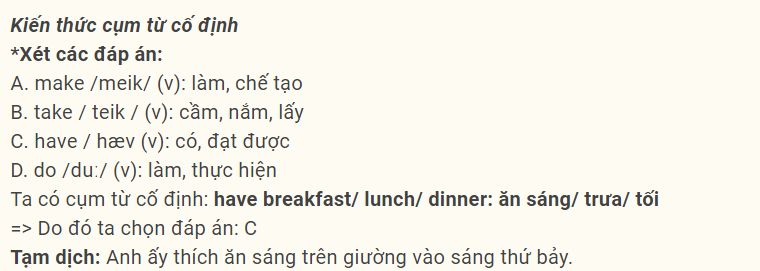 Kiến thức cụm từ cố định
*Xét các đáp án:
A. make /meik/ (v): làm, chế tạo
B. take / teik / (v): cầm, nắm, lấy
C. have / hæv (v): có, đạt được
D. do /duː/ (v): làm, thực hiện
Ta có cụm từ cố định: have breakfast/ lunch/ dinner: ăn sáng/ trưa/ tối
=> Do đó ta chọn đáp án: C
Tạm dịch: Anh ấy thích ăn sáng trên giường vào sáng thứ bảy.